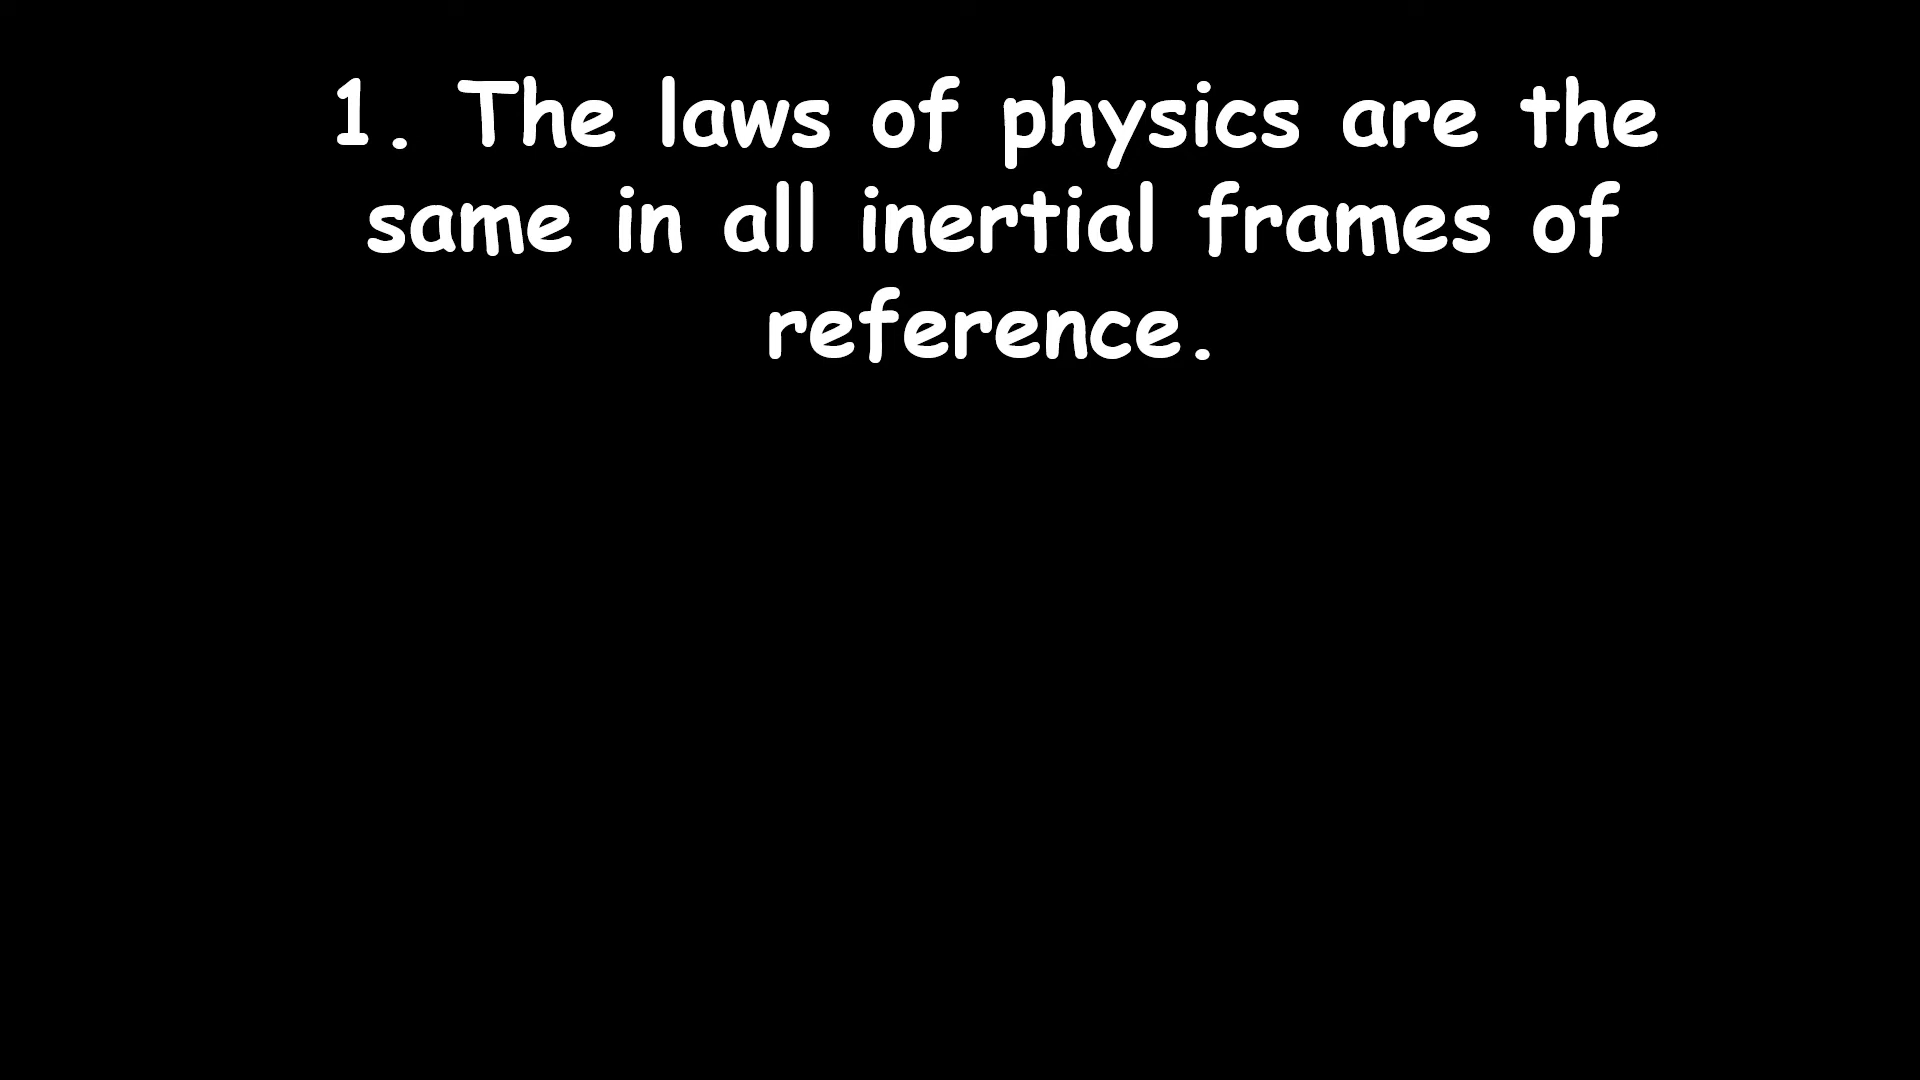 1. The laws of physics are the
same in all inertial frames of
reference.